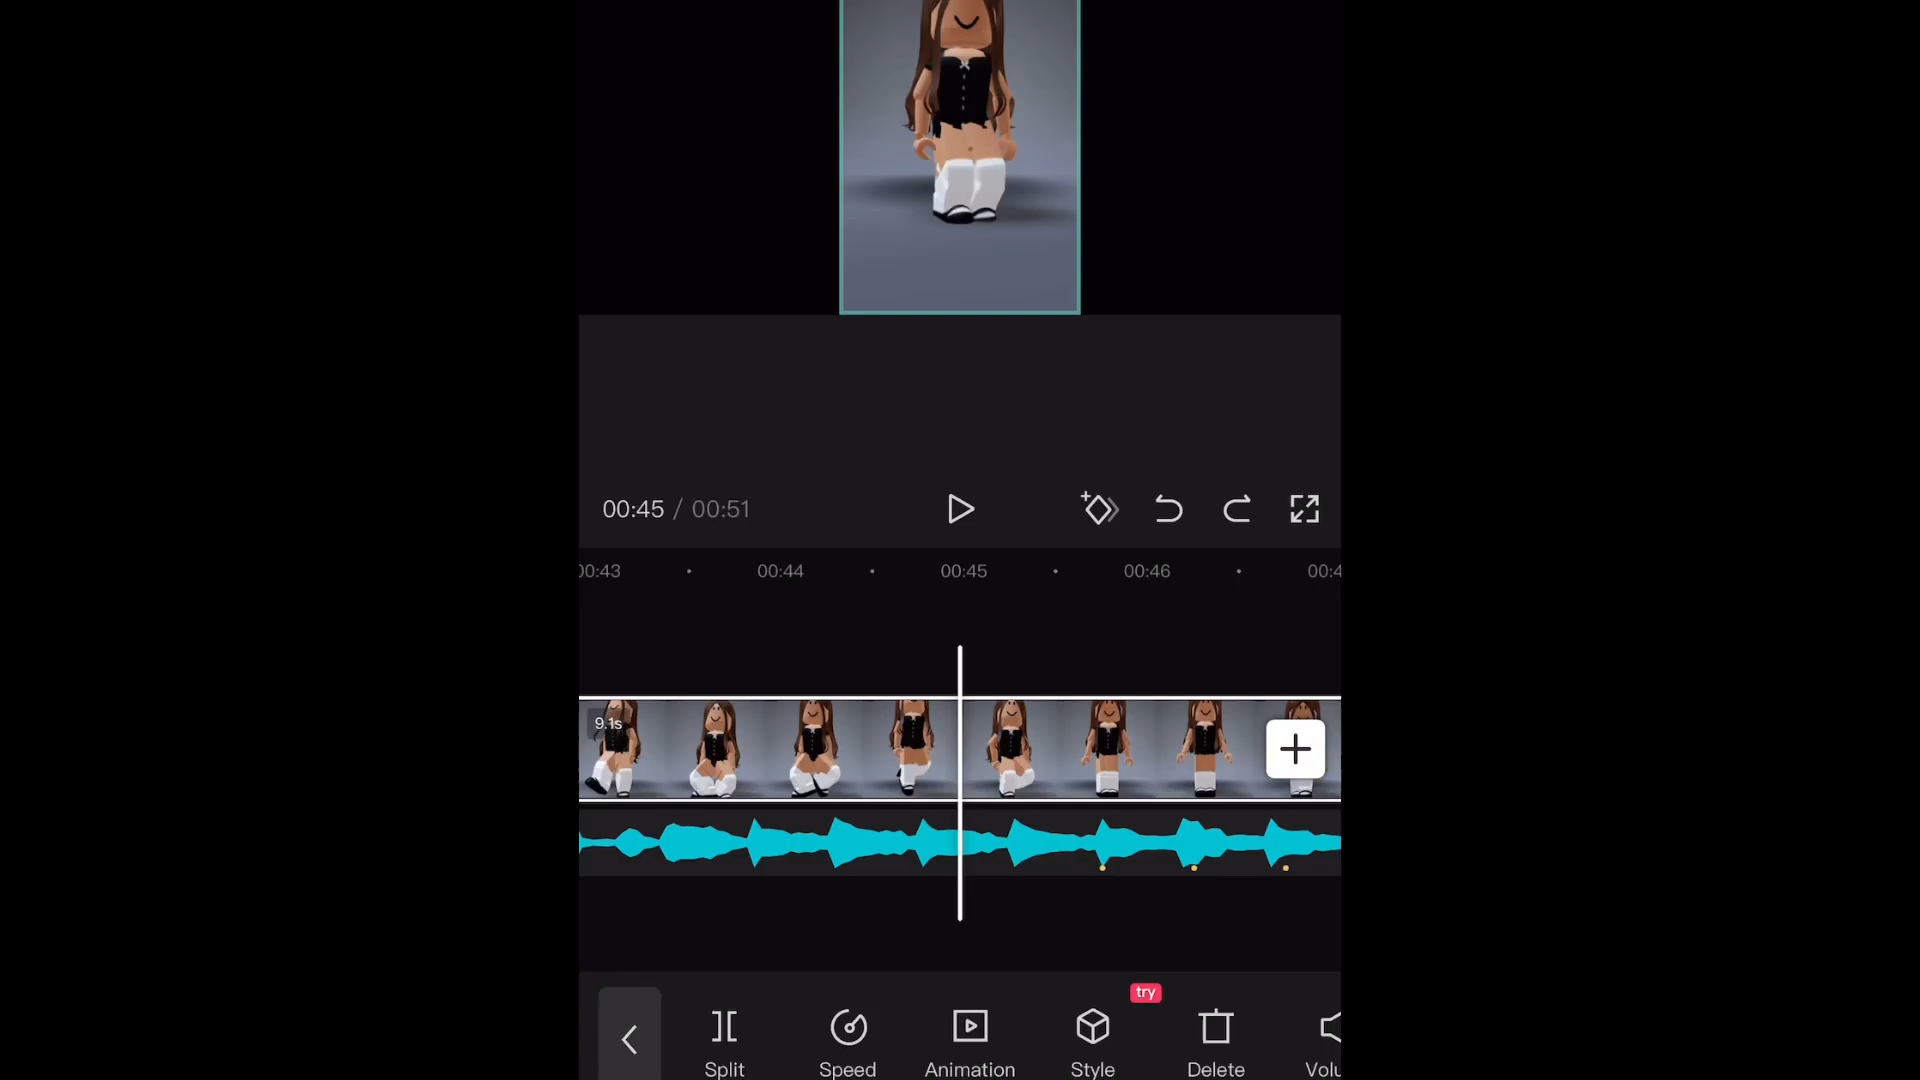 00:45 / 00:51
00:43 00:44 00:45 00:46 00:4
9.1s
try
Split Speed Animation Style Delete Volu